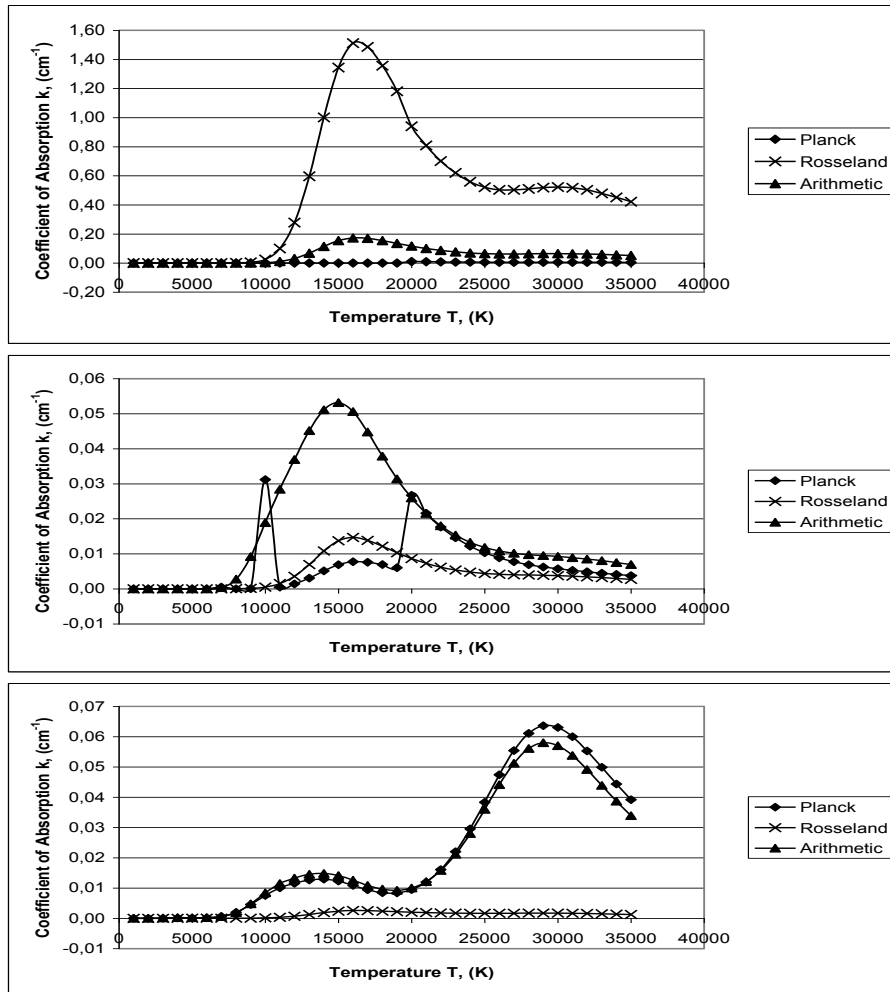 Coefficient of Absorption k, (cm⁻¹)
1,60
1,40
1,20
1,00
0,80
0,60
0,40
0,20
0,00
-0,20
0 5000 10000 15000 20000 25000 30000 35000 40000
Temperature T, (K)
Planck
Rosseland
Arithmetic
Coefficient of Absorption k, (cm⁻¹)
0,06
0,05
0,04
0,03
0,02
0,01
0,00
-0,01
0 5000 10000 15000 20000 25000 30000 35000 40000
Temperature T, (K)
Planck
Rosseland
Arithmetic
Coefficient of Absorption k, (cm⁻¹)
0,07
0,06
0,05
0,04
0,03
0,02
0,01
0,00
-0,01
0 5000 10000 15000 20000 25000 30000 35000 40000
Temperature T, (K)
Planck
Rosseland
Arithmetic